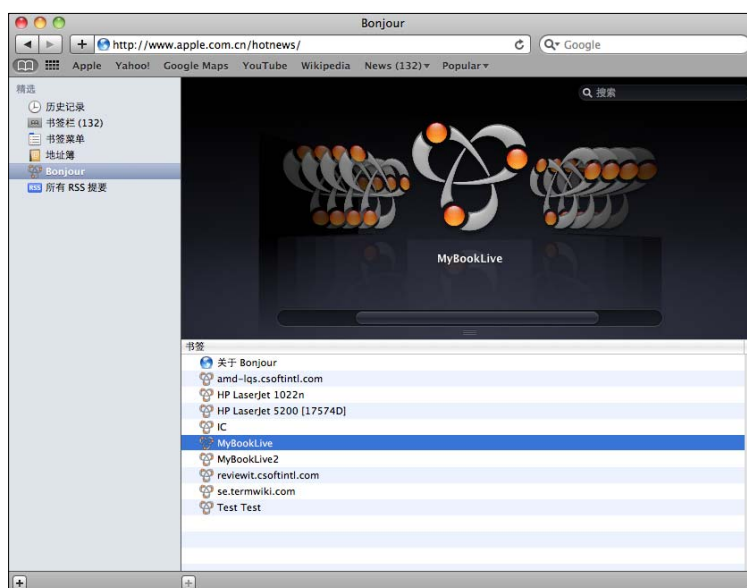 Bonjour
http://www.apple.com.cn/hotnews/
Google
Apple Yahoo! Google Maps YouTube Wikipedia News (132) Popular
精选
历史记录
书签栏 (132)
书签菜单
地址簿
Bonjour
RSS 所有 RSS 提要
搜索
MyBookLive
书签
关于 Bonjour
amd-lqs.csoftintl.com
HP LaserJet 1022n
HP LaserJet 5200 [17574D]
IC
MyBookLive
MyBookLive2
reviewit.csoftintl.com
se.termwiki.com
Test Test